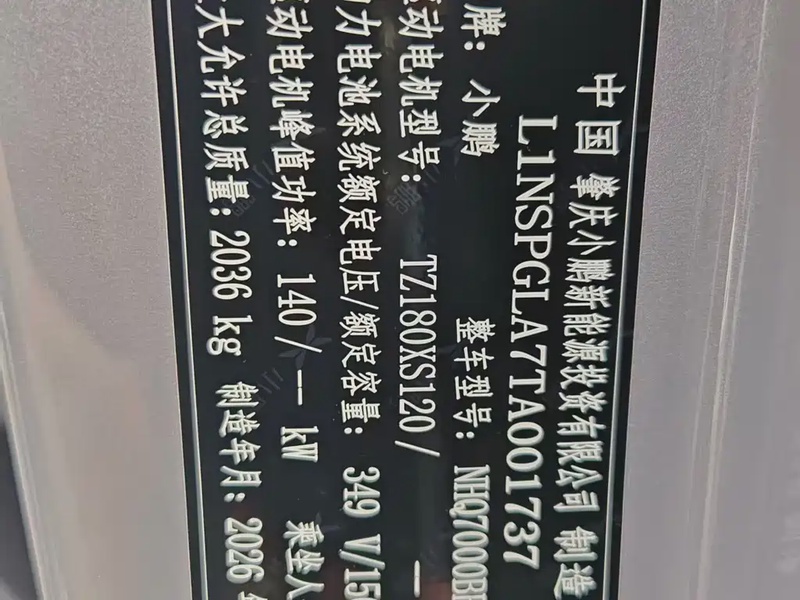 中国 肇庆小鹏新能源投资有限公司 制造
L1NSPGLA7TA001737
牌: 小鹏 整车型号: NHQ7000B
动电机型号: TZ180XS120/ --
力电池系统额定电压/额定容量: 349 V/15
动电机峰值功率: 140/-- kW 乘坐人
大允许总质量: 2036 kg 制造年月: 2026